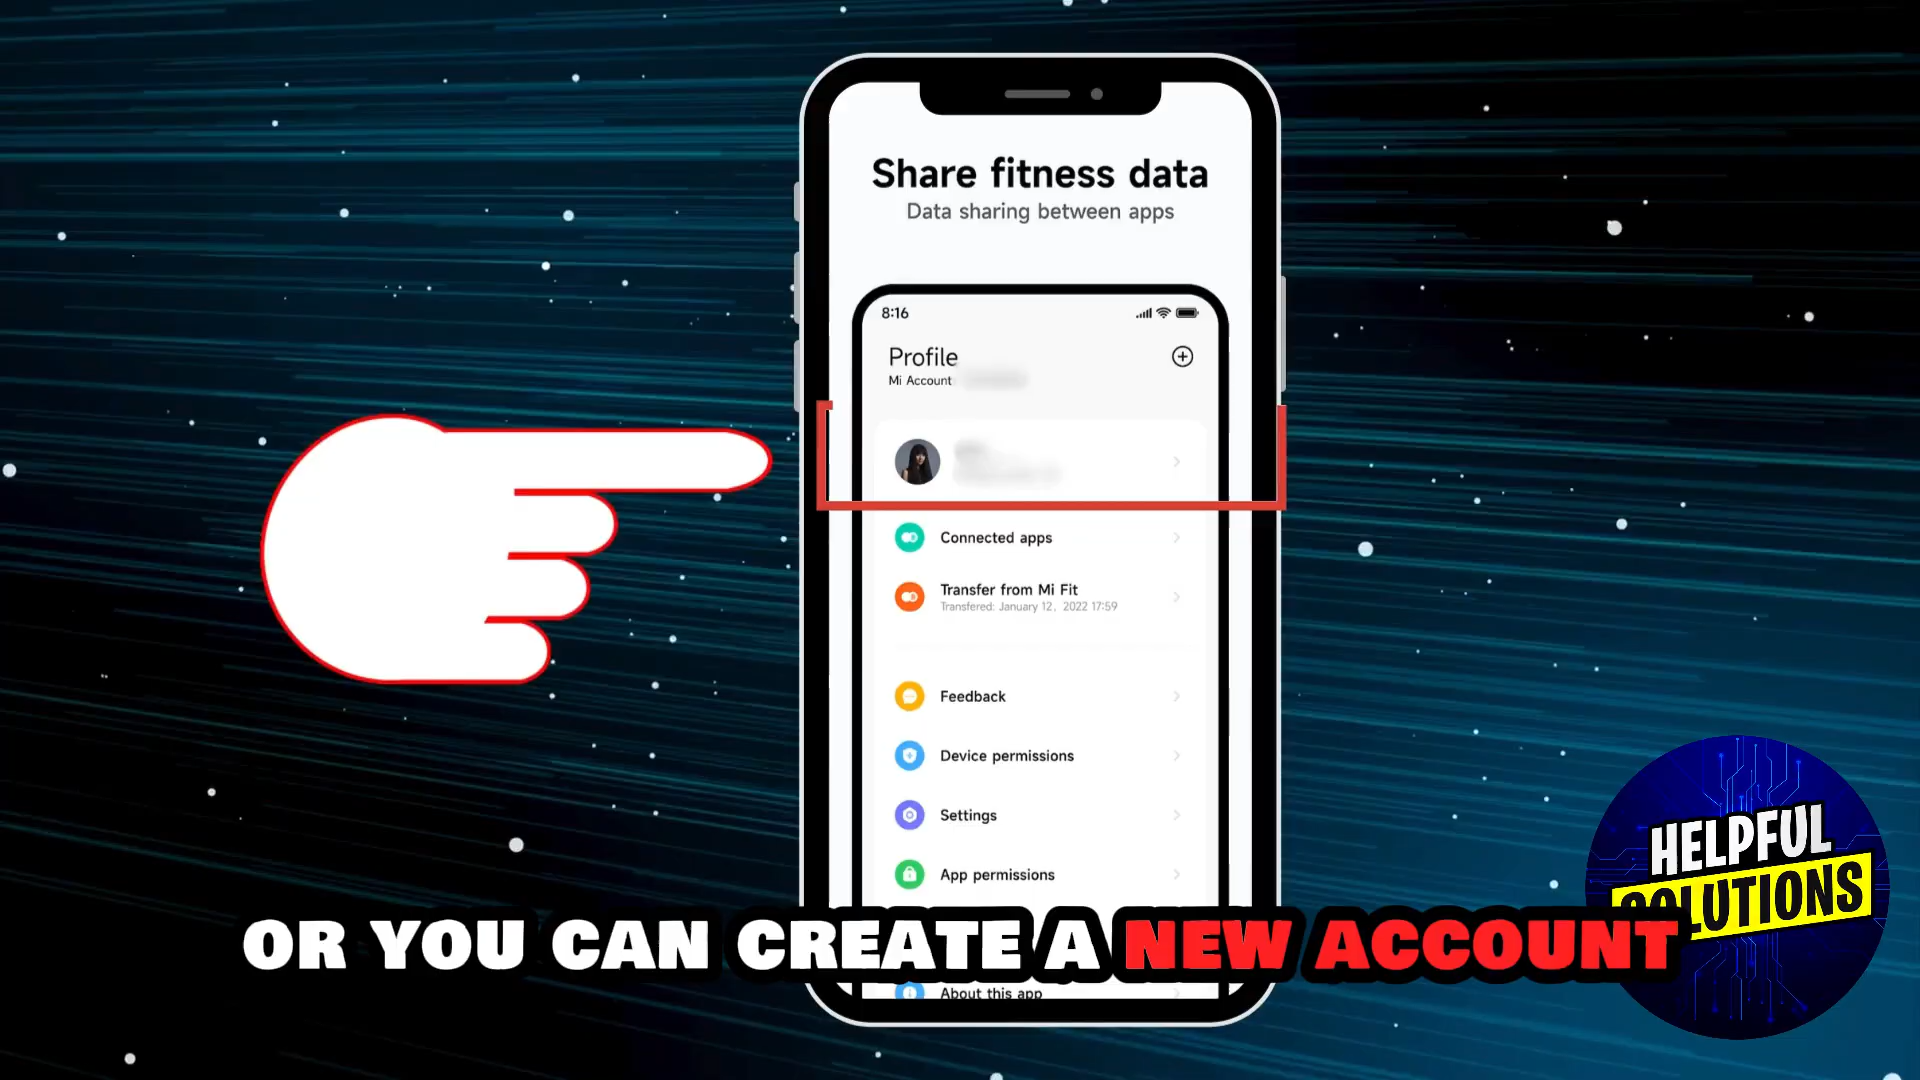 Share fitness data
Data sharing between apps
8:16
Profile
Mi Account
Connected apps
Transfer from Mi Fit
Transfered: January 12, 2022 17:59
Feedback
Device permissions
Settings
App permissions
HELPFUL
SOLUTIONS
OR YOU CAN CREATE A NEW ACCOUNT
About this app